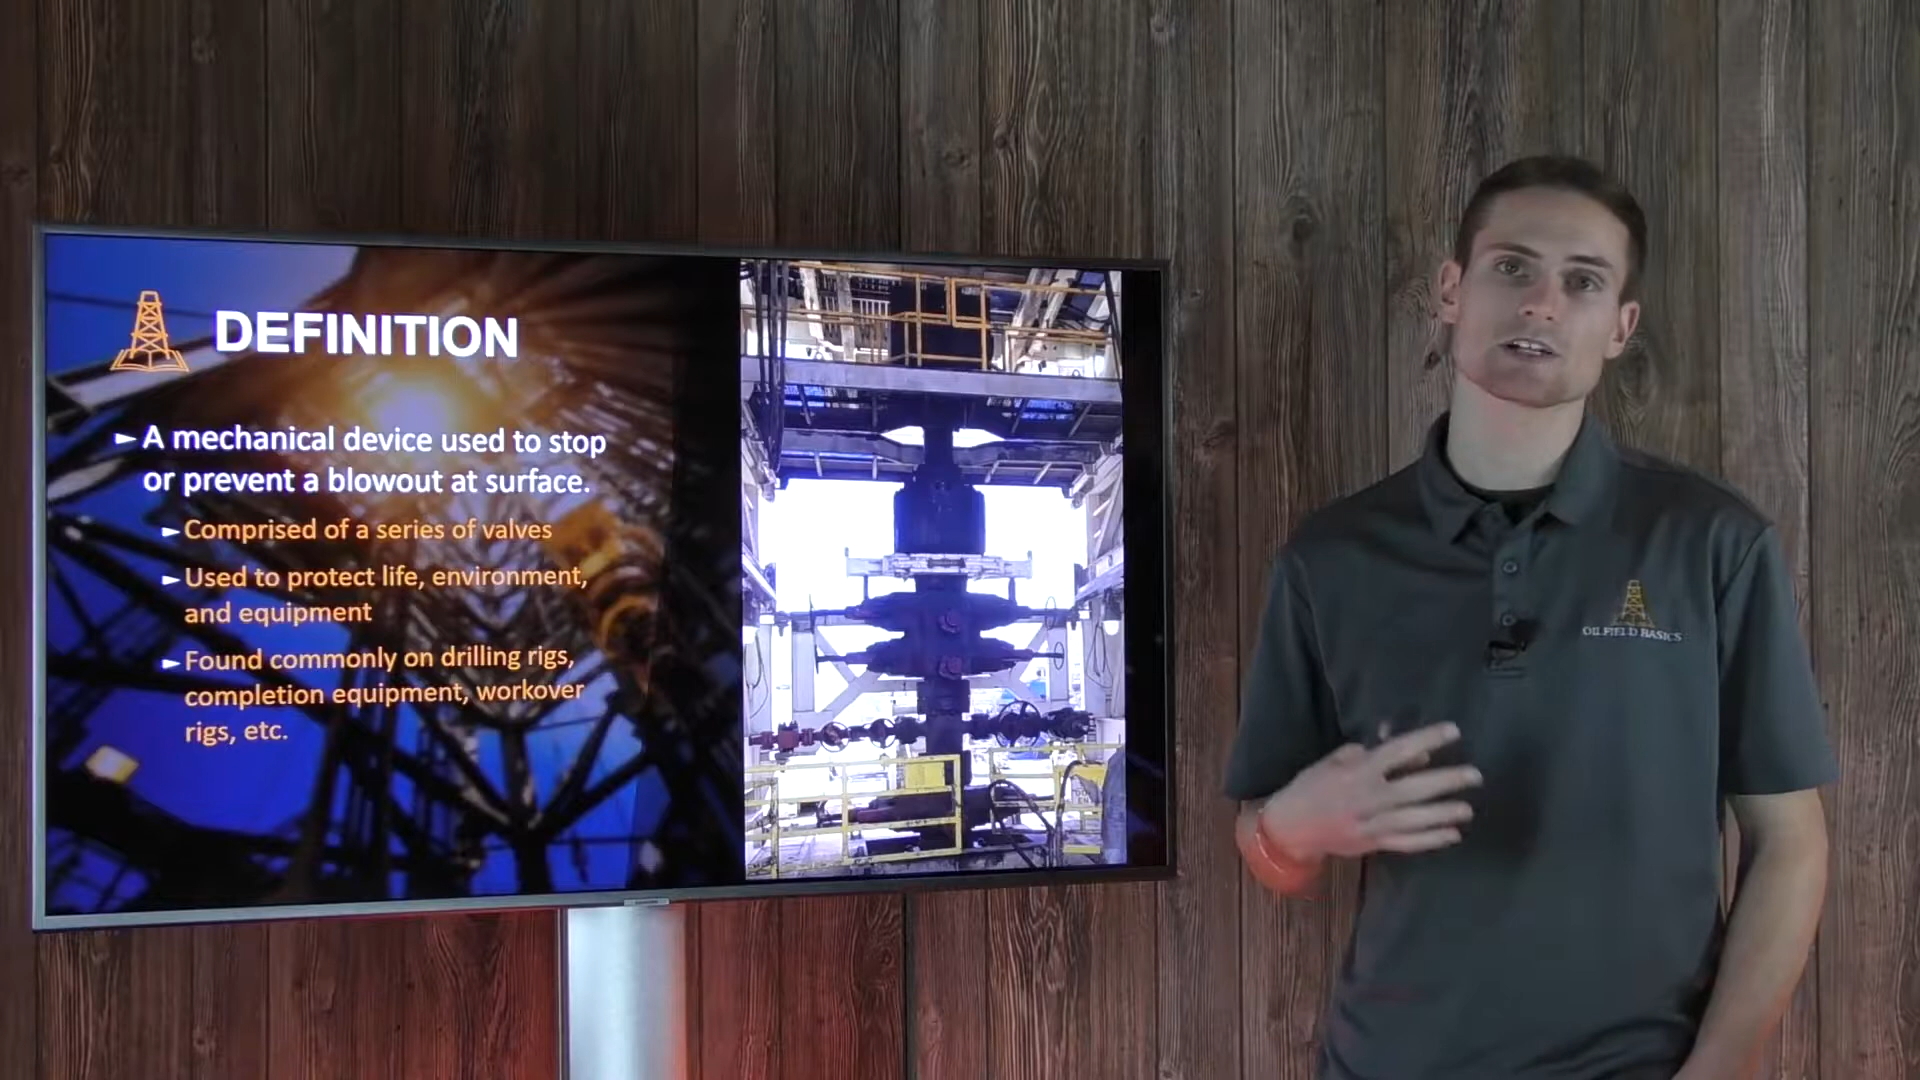 DEFINITION
A mechanical device used to stop
or prevent a blowout at surface.
Comprised of a series of valves
Used to protect life, environment,
and equipment
Found commonly on drilling rigs,
completion equipment, workover
rigs, etc.
OILFIELD BASICS